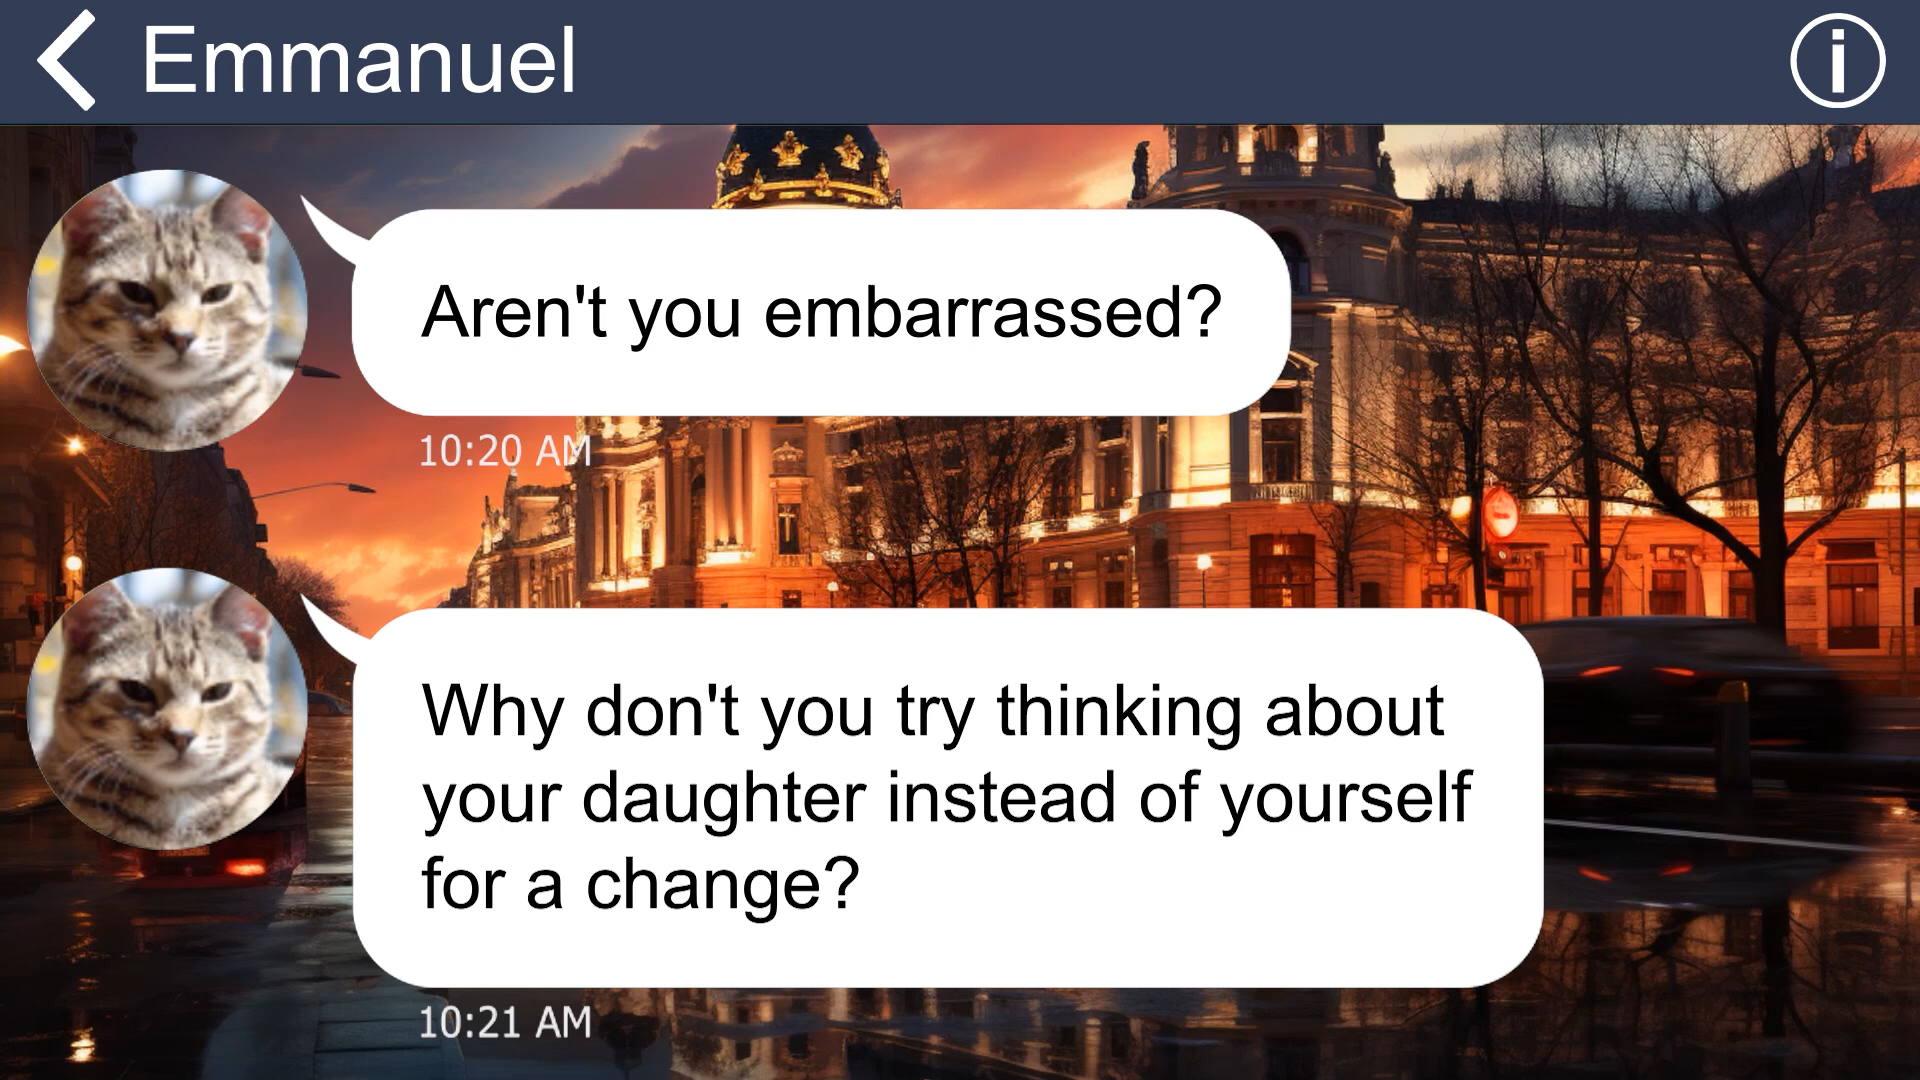 Emmanuel
Aren't you embarrassed?
10:20 AM
Why don't you try thinking about
your daughter instead of yourself
for a change?
10:21 AM